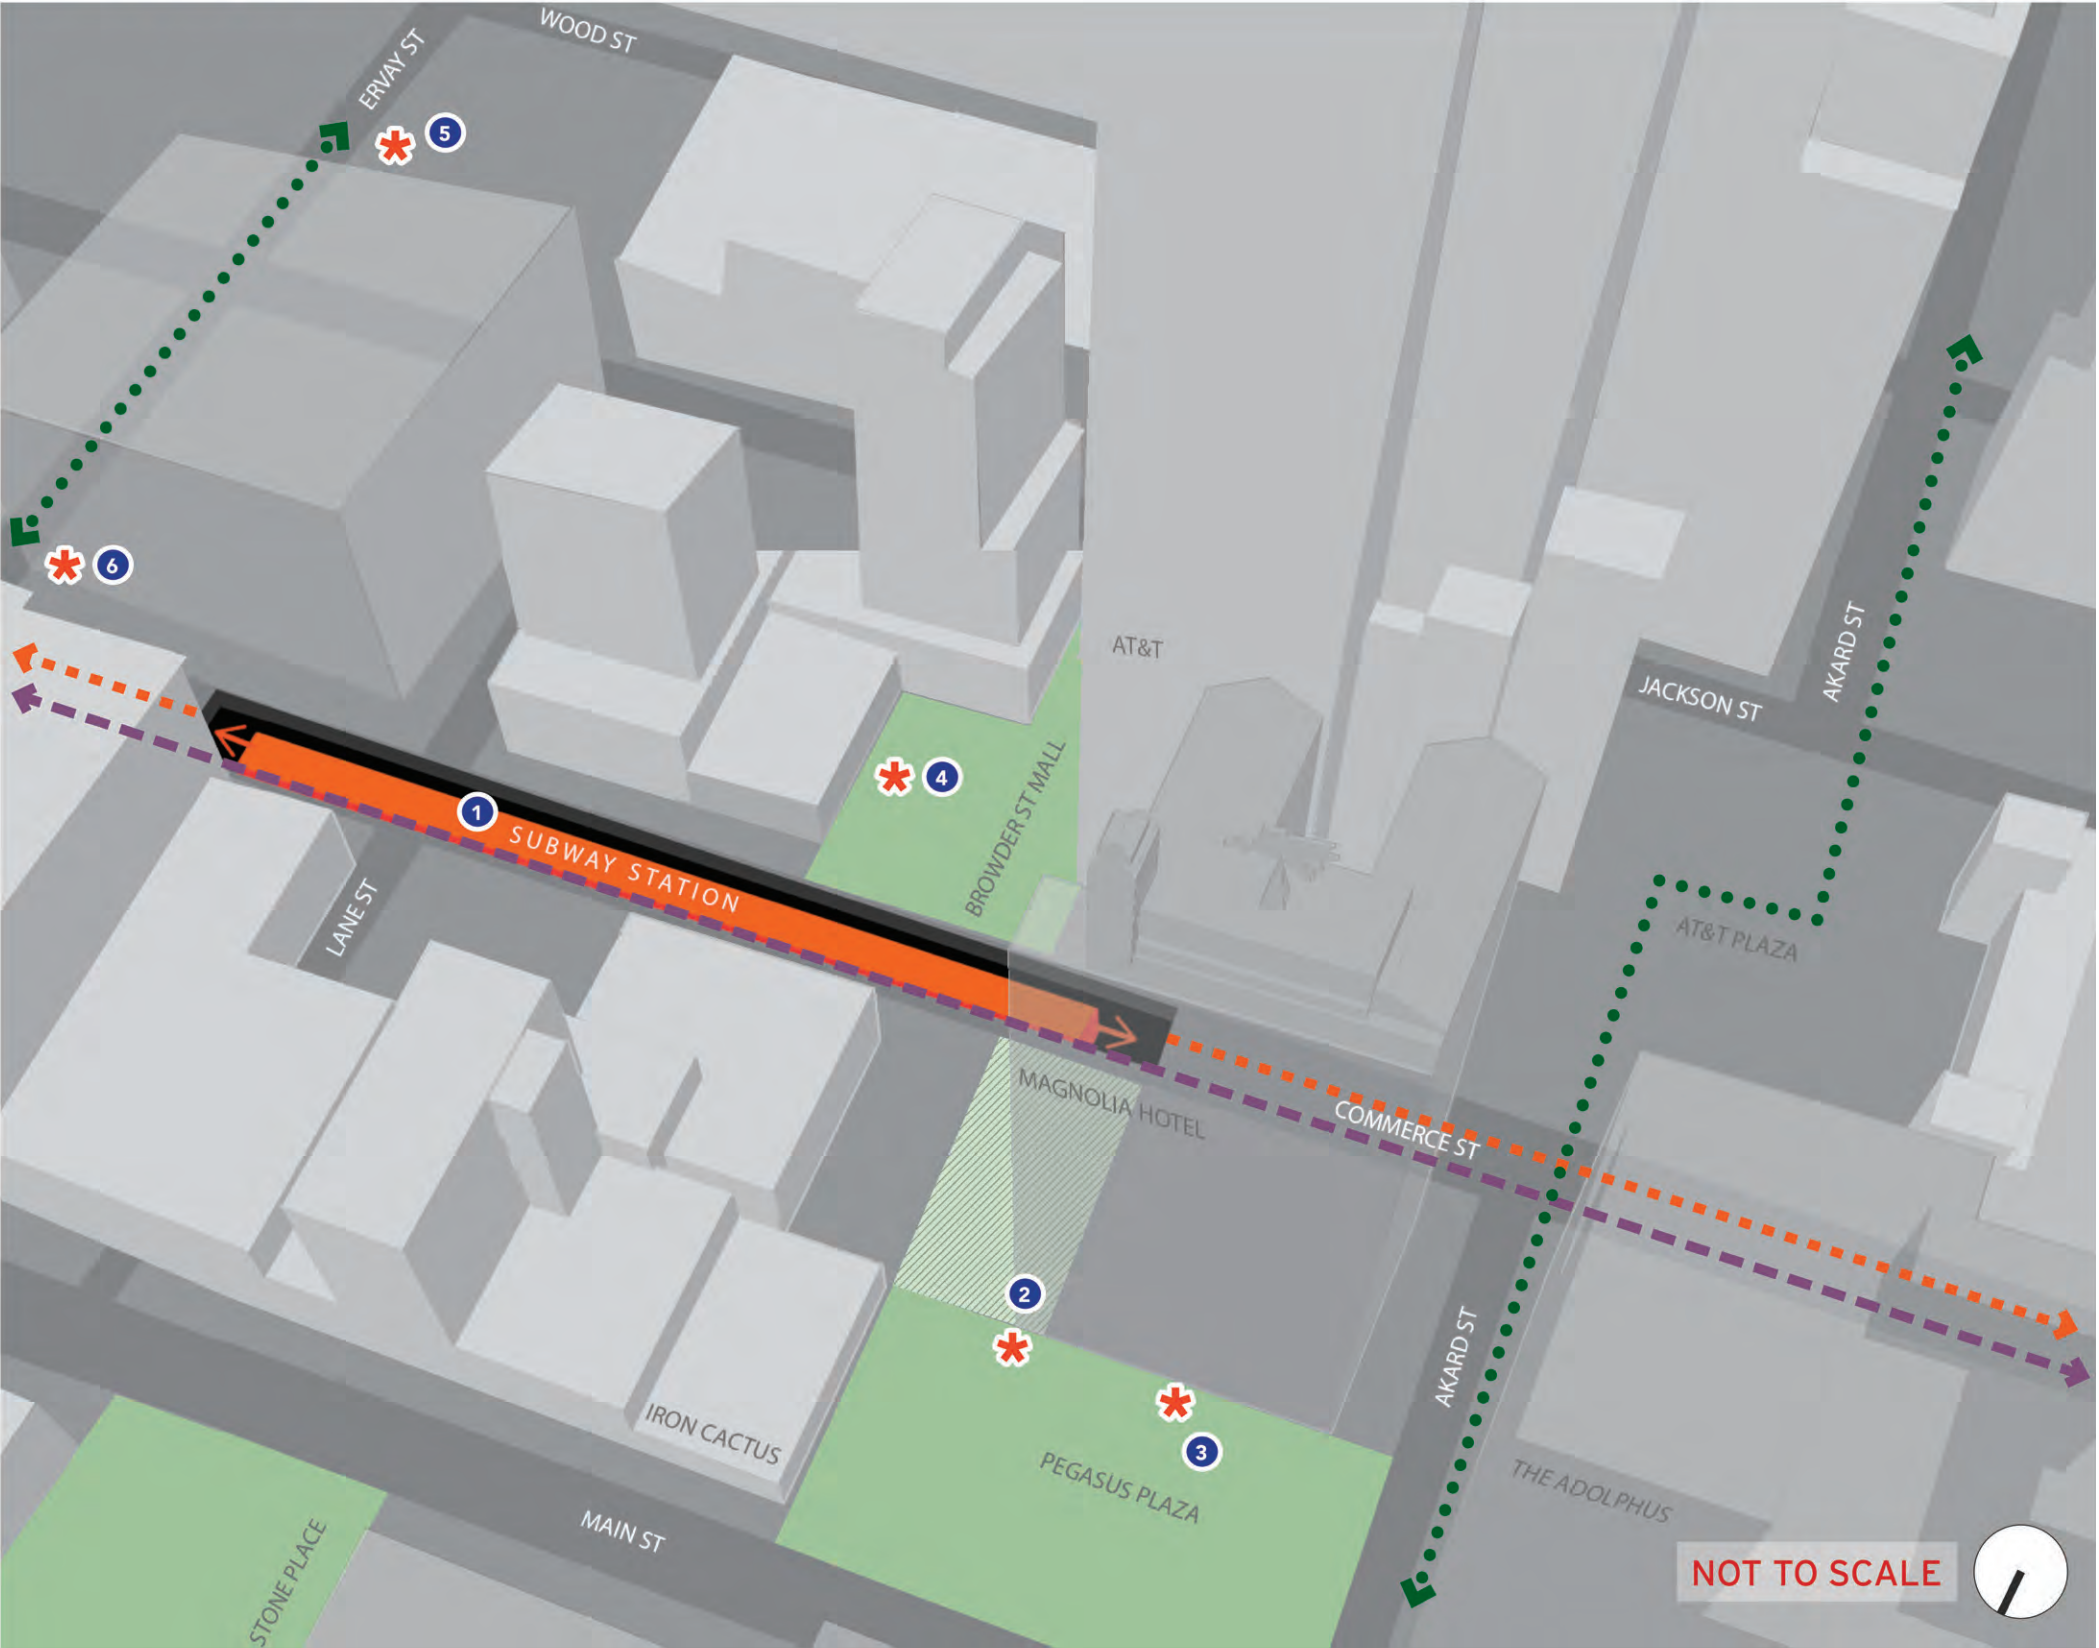 WOOD ST
ERVAY ST
5
6
AT&T
AKARD ST
JACKSON ST
4
BROWDER ST MALL
1
SUBWAY STATION
LANE ST
AT&T PLAZA
MAGNOLIA HOTEL
COMMERCE ST
2
AKARD ST
3
IRON CACTUS
PEGASUS PLAZA
THE ADOLPHUS
MAIN ST
STONE PLACE
NOT TO SCALE